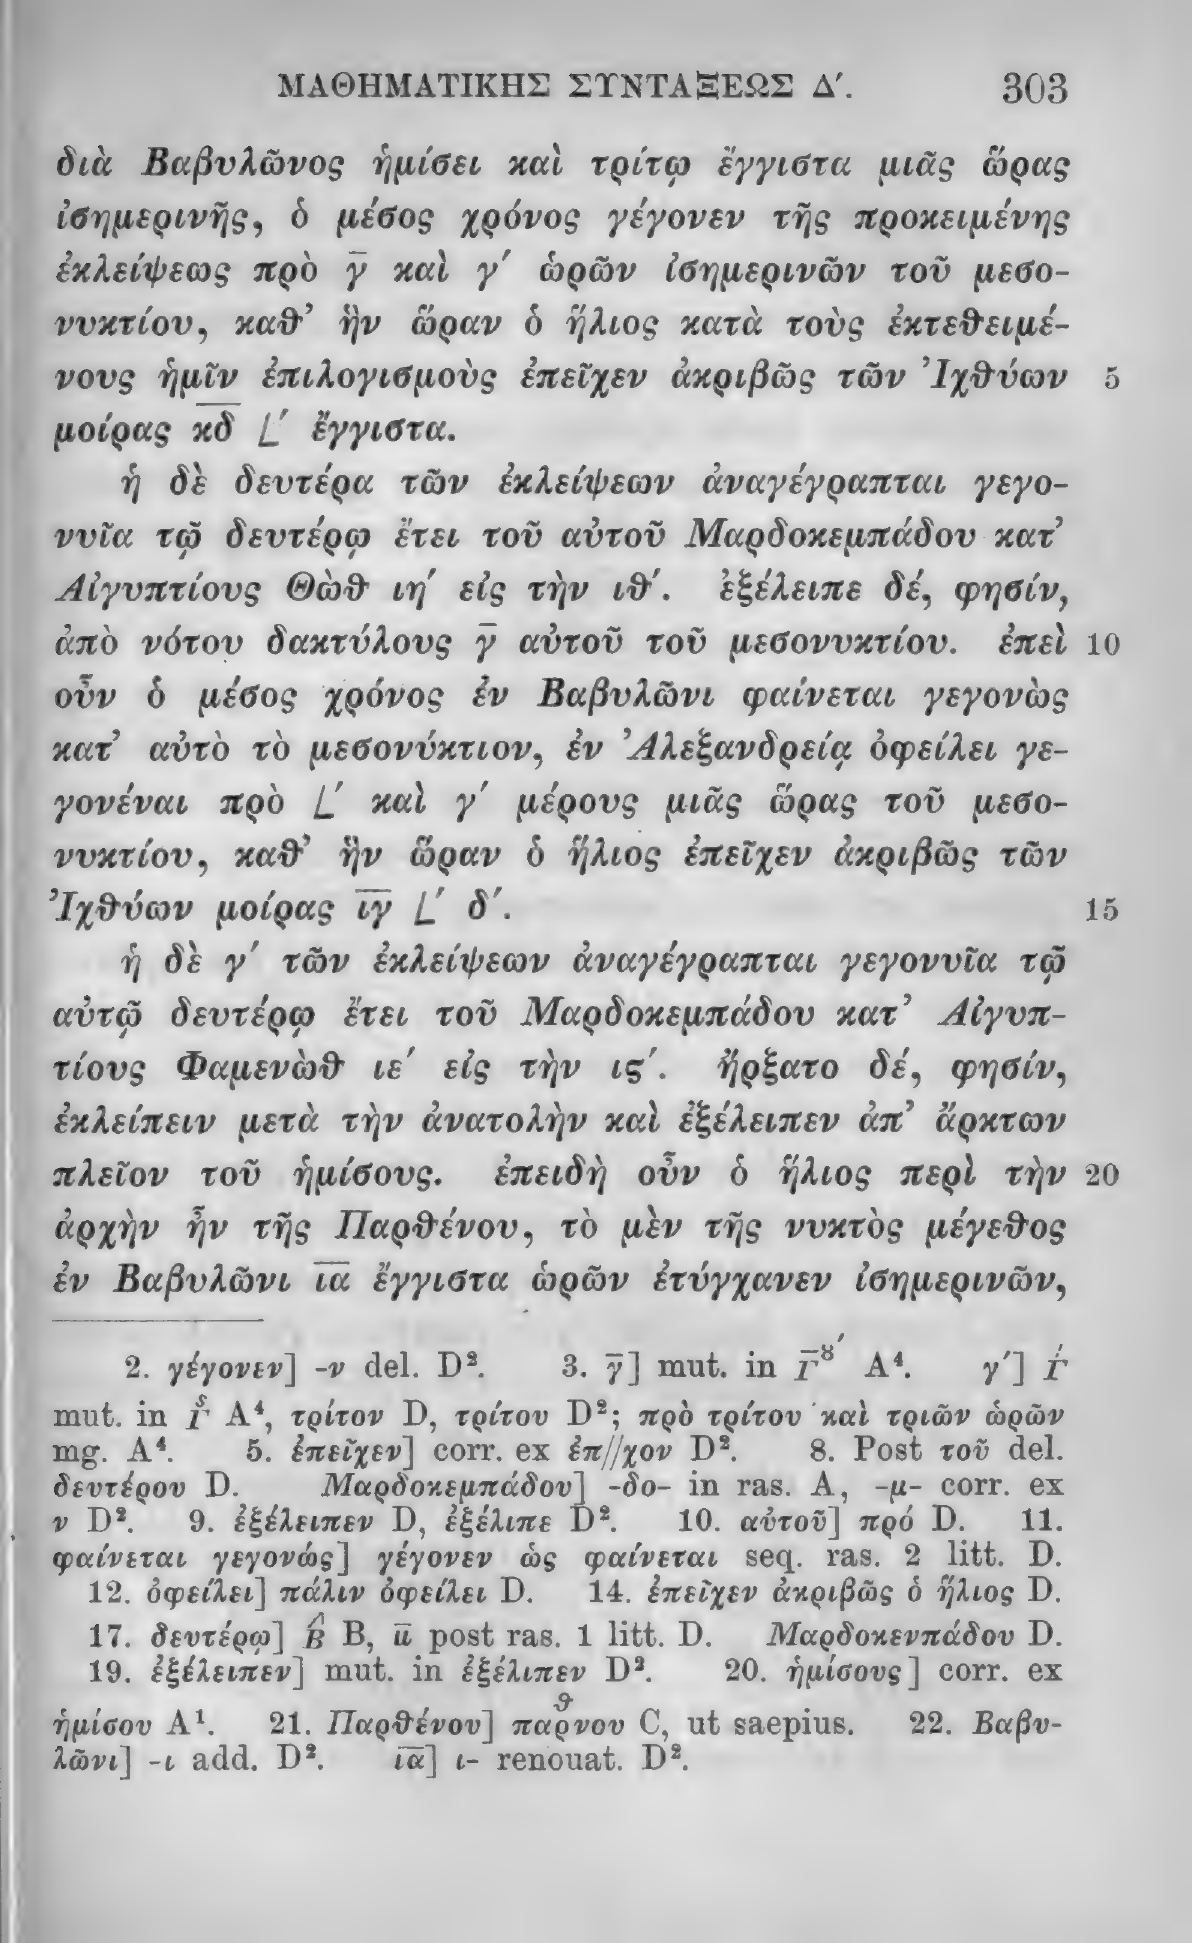 ΜΑΘΗΜΑΤΙΚΗΣ ΣΥΝΤΑΞΕΩΣ Δ΄. 303
διὰ Βαβυλῶνος ἡμίσει καὶ τρίτῳ ἔγγιστα μιᾶς ὥρας
ἰσημερινῆς, ὁ μέσος χρόνος γέγονεν τῆς προκειμένης
ἐκλείψεως πρὸ γ̄ καὶ γ΄ ὡρῶν ἰσημερινῶν τοῦ μεσο-
νυκτίου, καθ᾽ ἣν ὥραν ὁ ἥλιος κατὰ τοὺς ἐκτεθειμέ-
νους ἡμῖν ἐπιλογισμοὺς ἐπεῖχεν ἀκριβῶς τῶν Ἰχθύων 5
μοίρας κ̄δ̄ 𐅵΄ ἔγγιστα.
ἡ δὲ δευτέρα τῶν ἐκλείψεων ἀναγέγραπται γεγο-
νυῖα τῷ δευτέρῳ ἔτει τοῦ αὐτοῦ Μαρδοκεμπάδου κατ᾽
Αἰγυπτίους Θὼθ ιη΄ εἰς τὴν ιθ΄. ἐξέλειπε δέ, φησίν,
ἀπὸ νότου δακτύλους γ̄ αὐτοῦ τοῦ μεσονυκτίου. ἐπεὶ 10
οὖν ὁ μέσος χρόνος ἐν Βαβυλῶνι φαίνεται γεγονὼς
κατ᾽ αὐτὸ τὸ μεσονύκτιον, ἐν Ἀλεξανδρείᾳ ὀφείλει γε-
γονέναι πρὸ 𐅵΄ καὶ γ΄ μέρους μιᾶς ὥρας τοῦ μεσο-
νυκτίου, καθ᾽ ἣν ὥραν ὁ ἥλιος ἐπεῖχεν ἀκριβῶς τῶν
Ἰχθύων μοίρας ῑγ̄ 𐅵΄ δ΄. 15
ἡ δὲ γ΄ τῶν ἐκλείψεων ἀναγέγραπται γεγονυῖα τῷ
αὐτῷ δευτέρῳ ἔτει τοῦ Μαρδοκεμπάδου κατ᾽ Αἰγυπ-
τίους Φαμενὼθ ιε΄ εἰς τὴν ις΄. ἤρξατο δέ, φησίν,
ἐκλείπειν μετὰ τὴν ἀνατολὴν καὶ ἐξέλειπεν ἀπ᾽ ἄρκτων
πλεῖον τοῦ ἡμίσους. ἐπειδὴ οὖν ὁ ἥλιος περὶ τὴν 20
ἀρχὴν ἦν τῆς Παρθένου, τὸ μὲν τῆς νυκτὸς μέγεθος
ἐν Βαβυλῶνι ῑᾱ ἔγγιστα ὡρῶν ἐτύγχανεν ἰσημερινῶν,
2. γέγονεν] -ν del. D². 3. γ̄] mut. in Γ̄^ȣ΄ A⁴. γ΄] Γ΄
mut. in Γ^ς A⁴, τρίτον D, τρίτου D²; πρὸ τρίτου καὶ τριῶν ὡρῶν
mg. A⁴. 5. ἐπεῖχεν] corr. ex ἐπ//χον D². 8. Post τοῦ del.
δευτέρου D. Μαρδοκεμπάδου] -δο- in ras. A, -μ- corr. ex
ν D². 9. ἐξέλειπεν D, ἐξέλιπε D². 10. αὐτοῦ] πρό D. 11.
φαίνεται γεγονώς] γέγονεν ὡς φαίνεται seq. ras. 2 litt. D.
12. ὀφείλει] πάλιν ὀφείλει D. 14. ἐπεῖχεν ἀκριβῶς ὁ ἥλιος D.
17. δευτέρῳ] B̂ B, ū post ras. 1 litt. D. Μαρδοκενπάδου D.
19. ἐξέλειπεν] mut. in ἐξέλιπεν D². 20. ἡμίσους] corr. ex
ἡμίσου A¹. 21. Παρθένου] παρ^θνου C, ut saepius. 22. Βαβυ-
λῶνι] -ι add. D². ῑᾱ] ι- renouat. D².